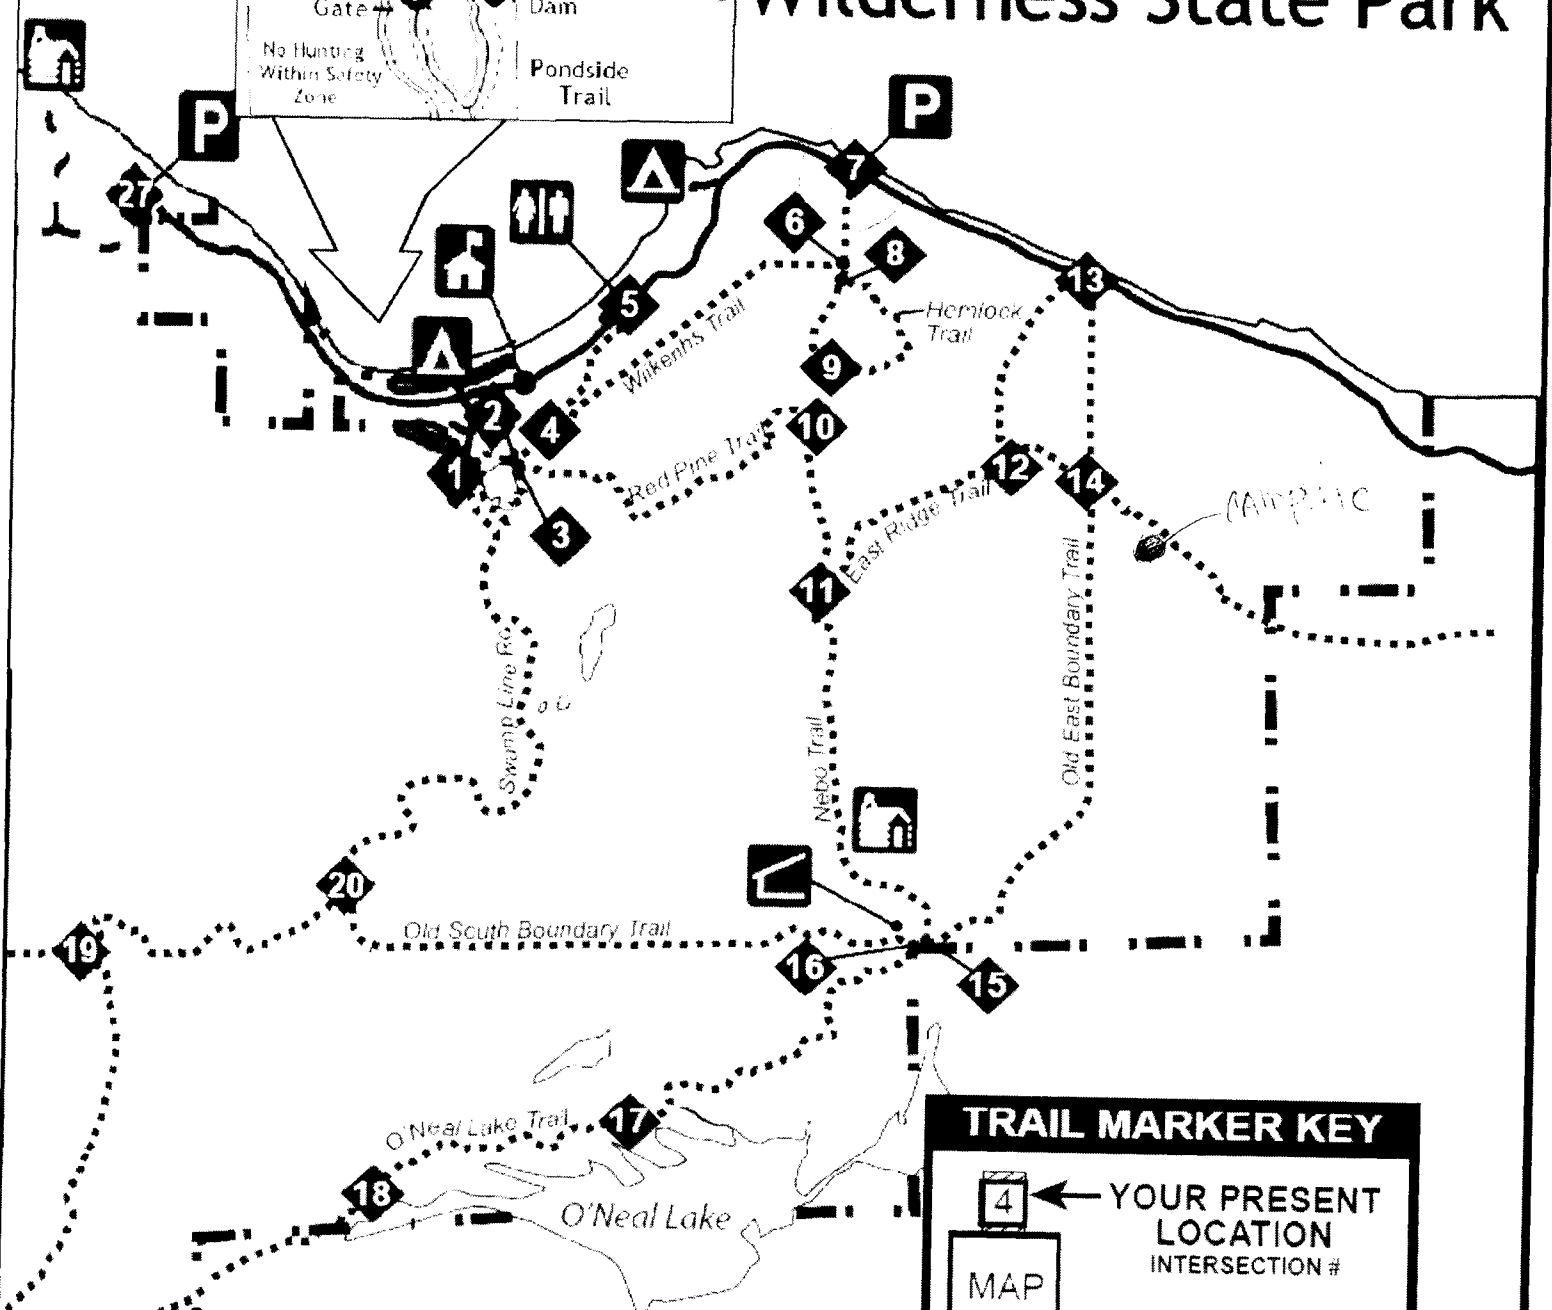 Wilderness State Park
Gate
Dam
No Hunting
Within Safety
Zone
Pondside
Trail
P
P
27
7
6
8
5
13
Hemlock
Trail
Wilkenhs Trail
9
2
4
10
Red Pine Trail
1
12
14
East Ridge Trail
3
11
Old East Boundary Trail
Swamp Line Rd
Nebo Trail
20
Old South Boundary Trail
19
16
15
O'Neal Lake Trail
17
18
O'Neal Lake
TRAIL MARKER KEY
4
YOUR PRESENT
LOCATION
INTERSECTION #
MAP